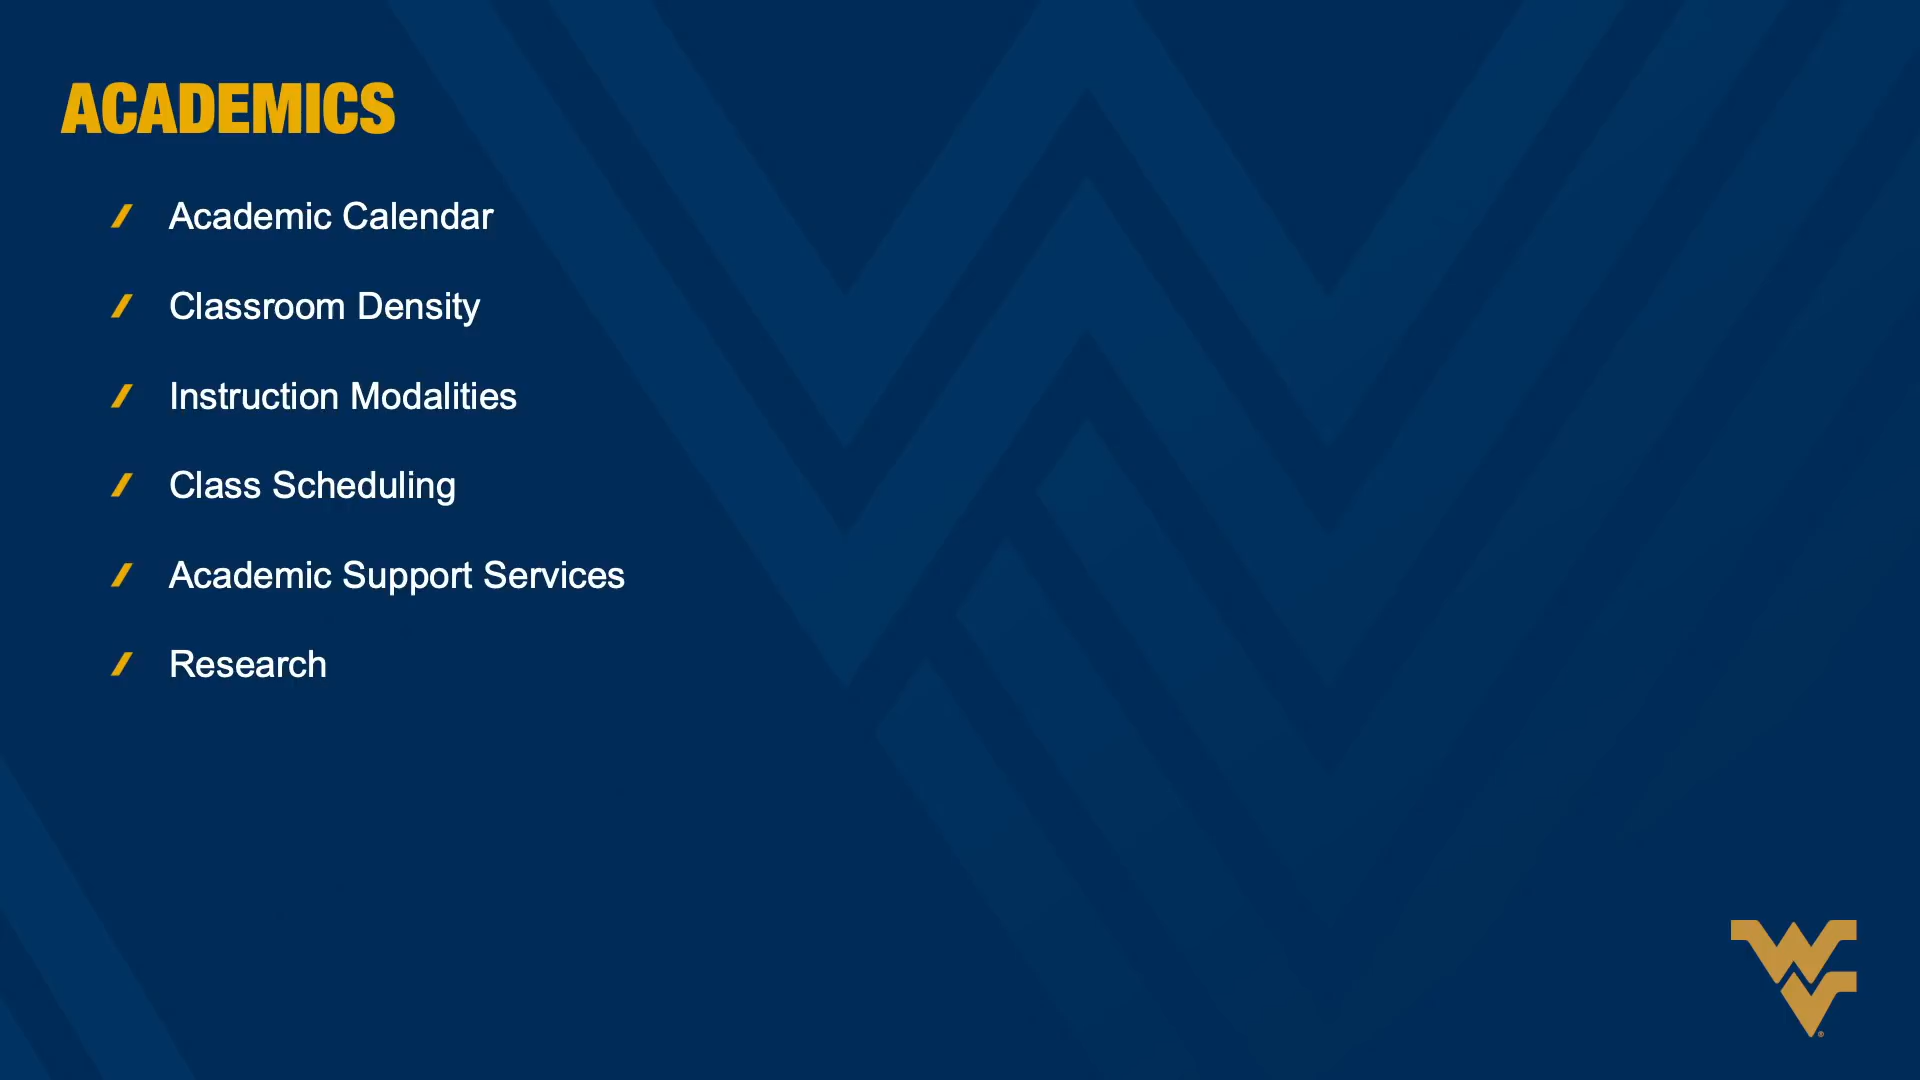 ACADEMICS
Academic Calendar
Classroom Density
Instruction Modalities
Class Scheduling
Academic Support Services
Research